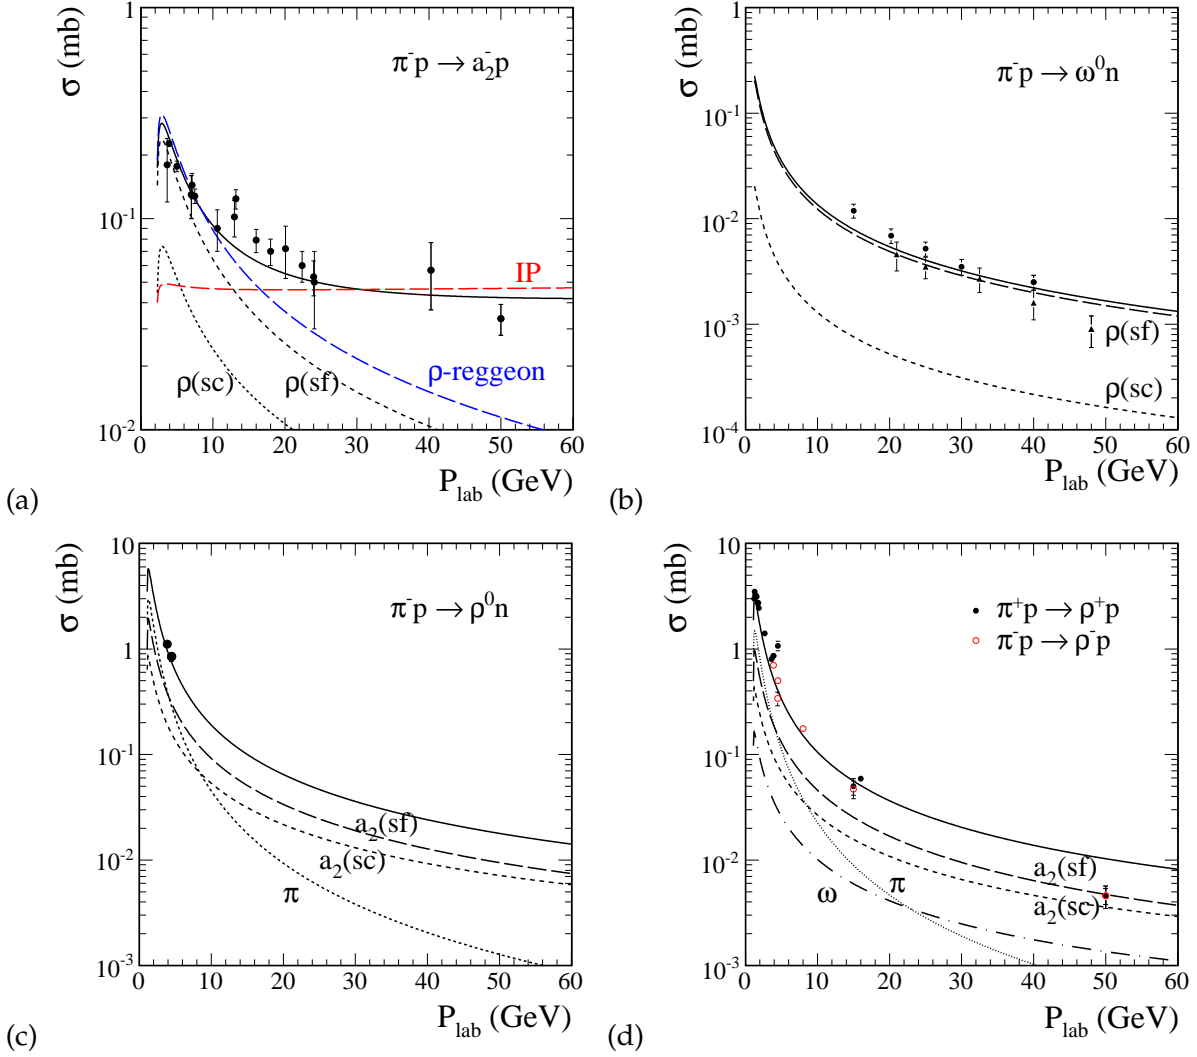 σ (mb)
1
10⁻¹
10⁻²
π⁻p → a₂⁻p
IP
ρ(sc)
ρ(sf)
ρ-reggeon
0 10 20 30 40 50 60
P_lab (GeV)
(a)
σ (mb)
1
10⁻¹
10⁻²
10⁻³
10⁻⁴
π⁻p → ω⁰n
ρ(sf)
ρ(sc)
0 10 20 30 40 50 60
P_lab (GeV)
(b)
σ (mb)
10
1
10⁻¹
10⁻²
10⁻³
π⁻p → ρ⁰n
a₂(sf)
a₂(sc)
π
0 10 20 30 40 50 60
P_lab (GeV)
(c)
σ (mb)
10
1
10⁻¹
10⁻²
10⁻³
π⁺p → ρ⁺p
π⁻p → ρ⁻p
a₂(sf)
π
ω
a₂(sc)
0 10 20 30 40 50 60
P_lab (GeV)
(d)